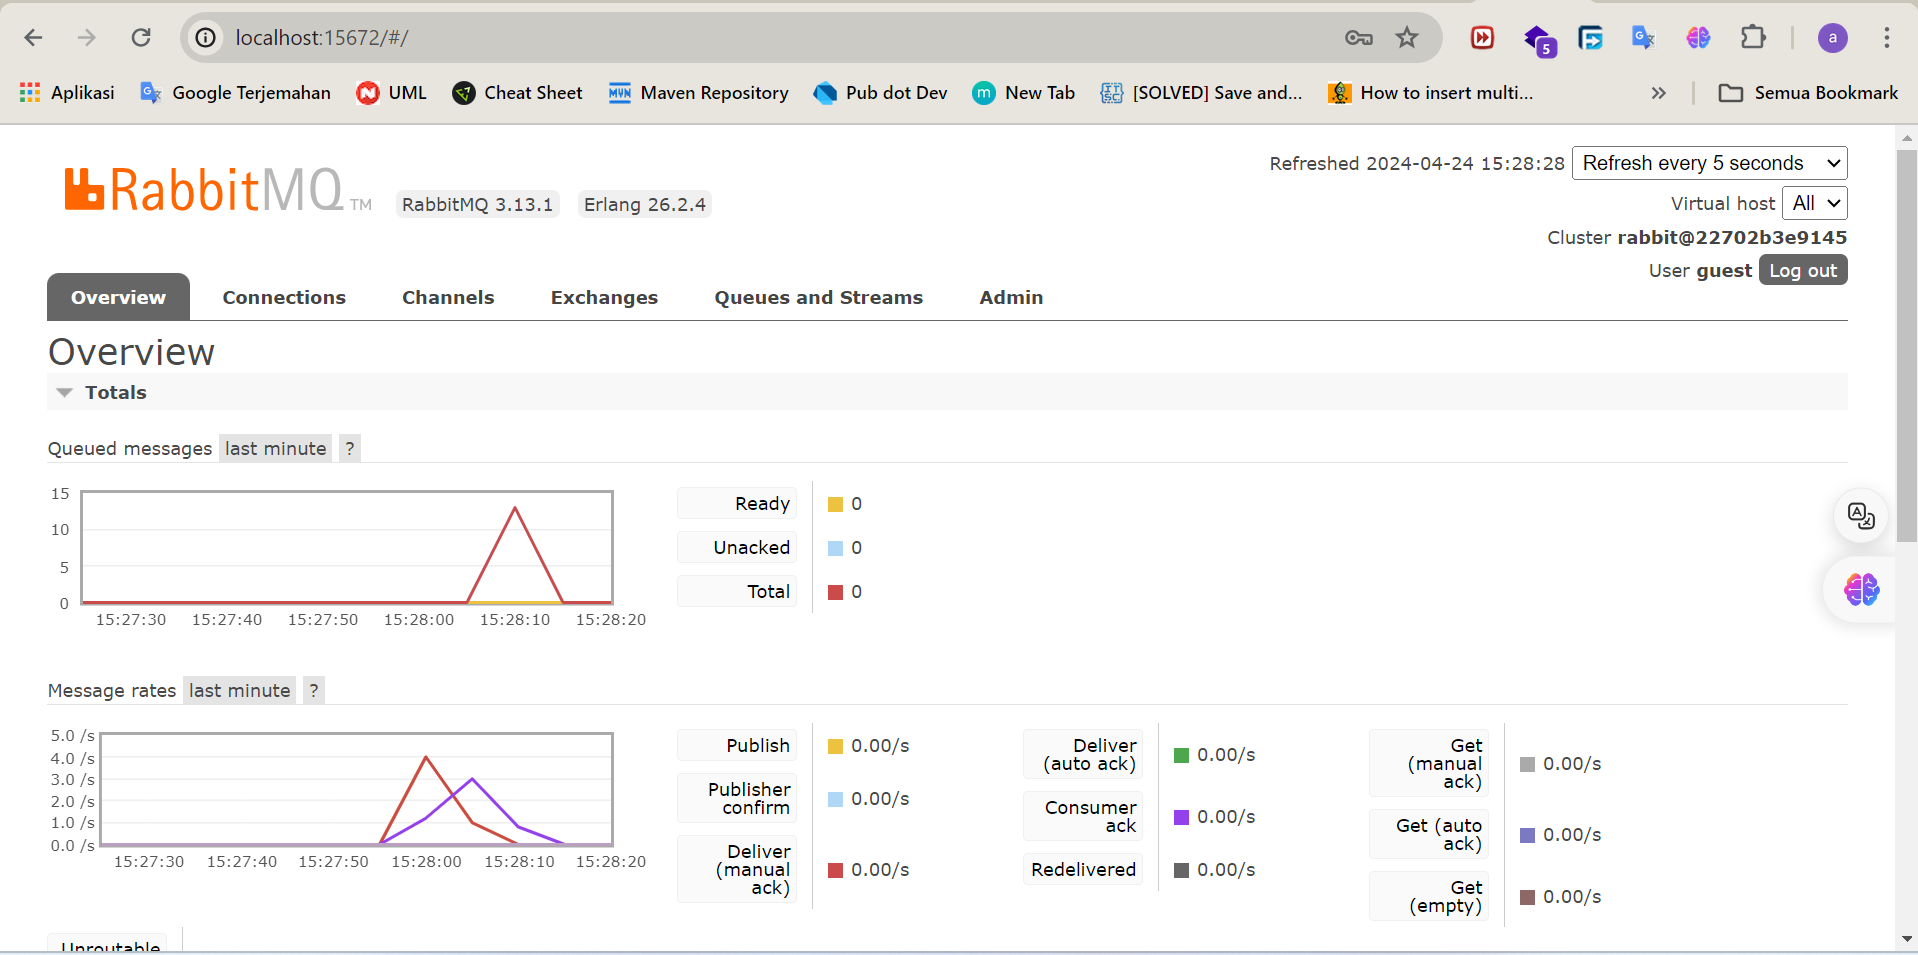 localhost:15672/#/
5
G
a
Aplikasi
Google Terjemahan
UML
Cheat Sheet
MVN Maven Repository
Pub dot Dev
m New Tab
[SOLVED] Save and...
How to insert multi...
»
Semua Bookmark
RabbitMQ TM
RabbitMQ 3.13.1
Erlang 26.2.4
Refreshed 2024-04-24 15:28:28
Refresh every 5 seconds
Virtual host
All
Cluster rabbit@22702b3e9145
User guest
Log out
Overview
Connections
Channels
Exchanges
Queues and Streams
Admin
Overview
Totals
Queued messages last minute ?
15
10
5
0
15:27:30 15:27:40 15:27:50 15:28:00 15:28:10 15:28:20
Ready 0
Unacked 0
Total 0
Message rates last minute ?
5.0 /s
4.0 /s
3.0 /s
2.0 /s
1.0 /s
0.0 /s
15:27:30 15:27:40 15:27:50 15:28:00 15:28:10 15:28:20
Publish 0.00/s
Publisher
confirm 0.00/s
Deliver
(manual
ack) 0.00/s
Deliver
(auto ack) 0.00/s
Consumer
ack 0.00/s
Redelivered 0.00/s
Get
(manual
ack) 0.00/s
Get (auto
ack) 0.00/s
Get
(empty) 0.00/s
Unroutable